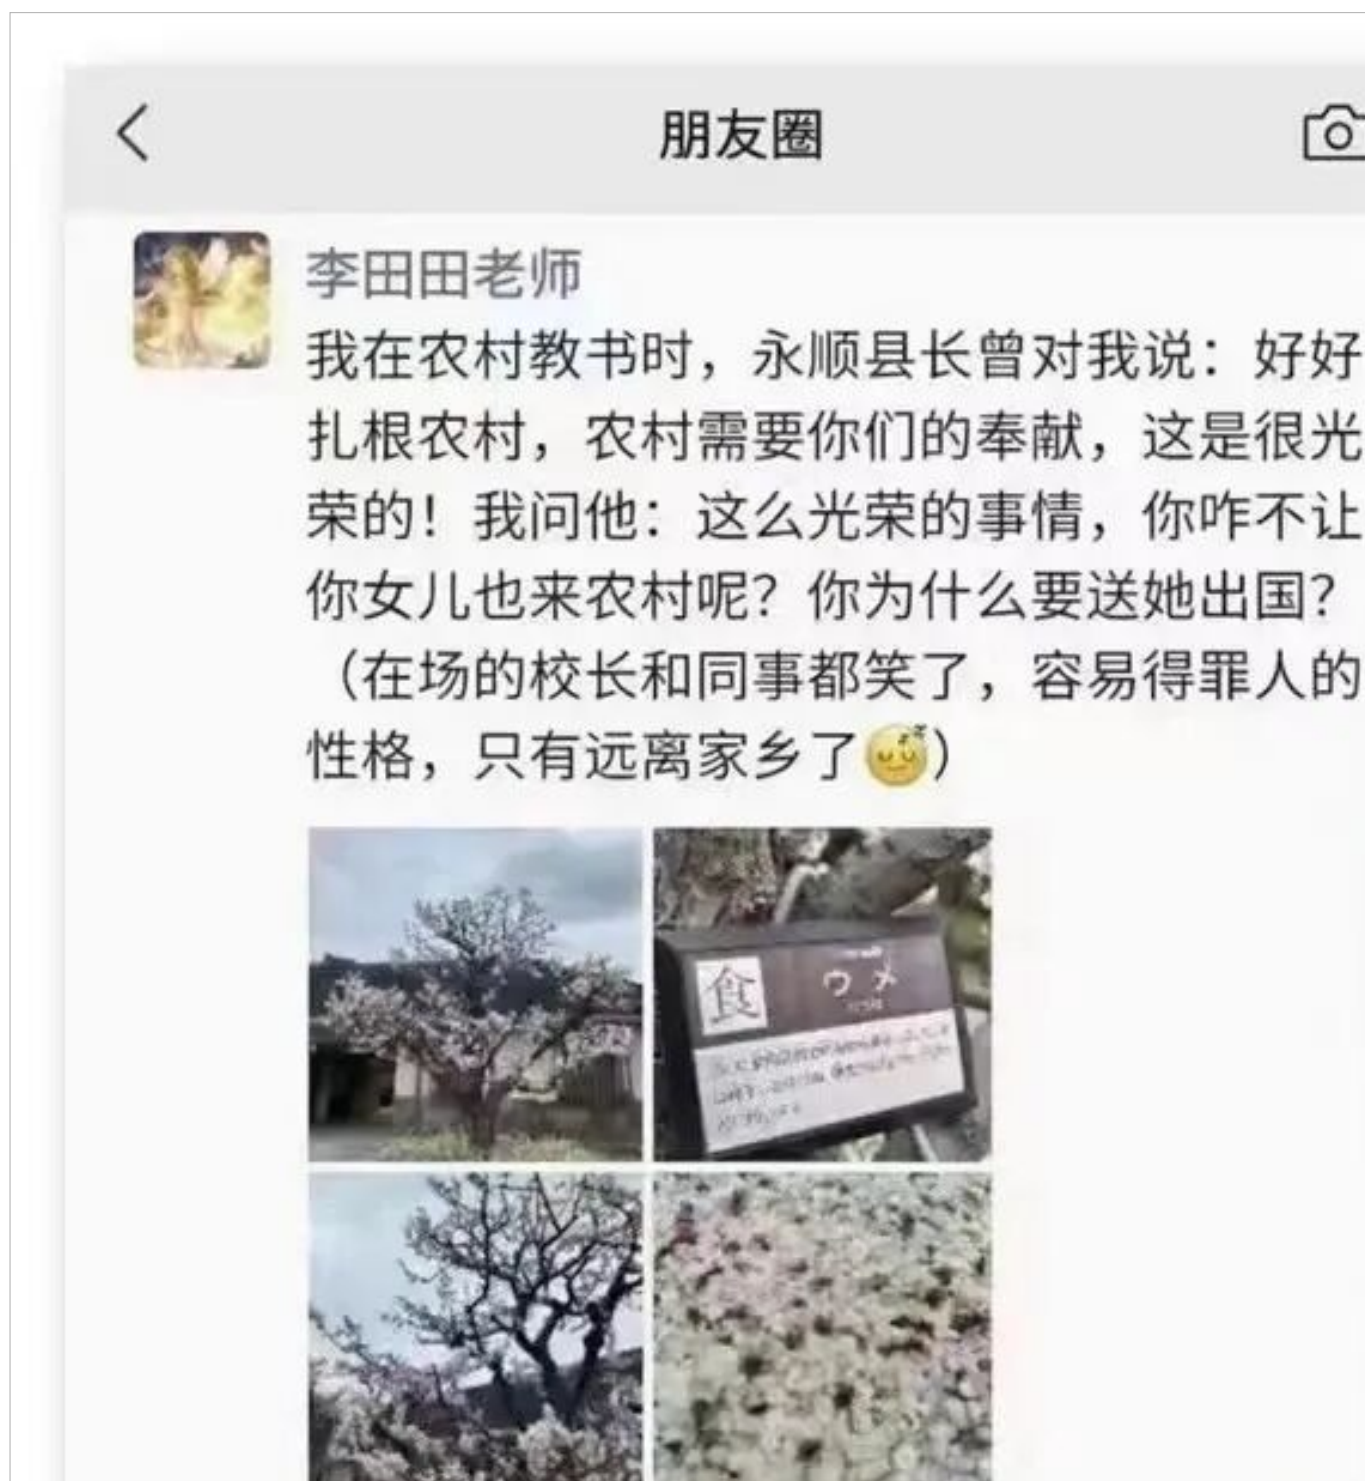 朋友圈
李田田老师
我在农村教书时，永顺县长曾对我说：好好
扎根农村，农村需要你们的奉献，这是很光
荣的！我问他：这么光荣的事情，你咋不让
你女儿也来农村呢？你为什么要送她出国？
（在场的校长和同事都笑了，容易得罪人的
性格，只有远离家乡了😴）
食
ウメ